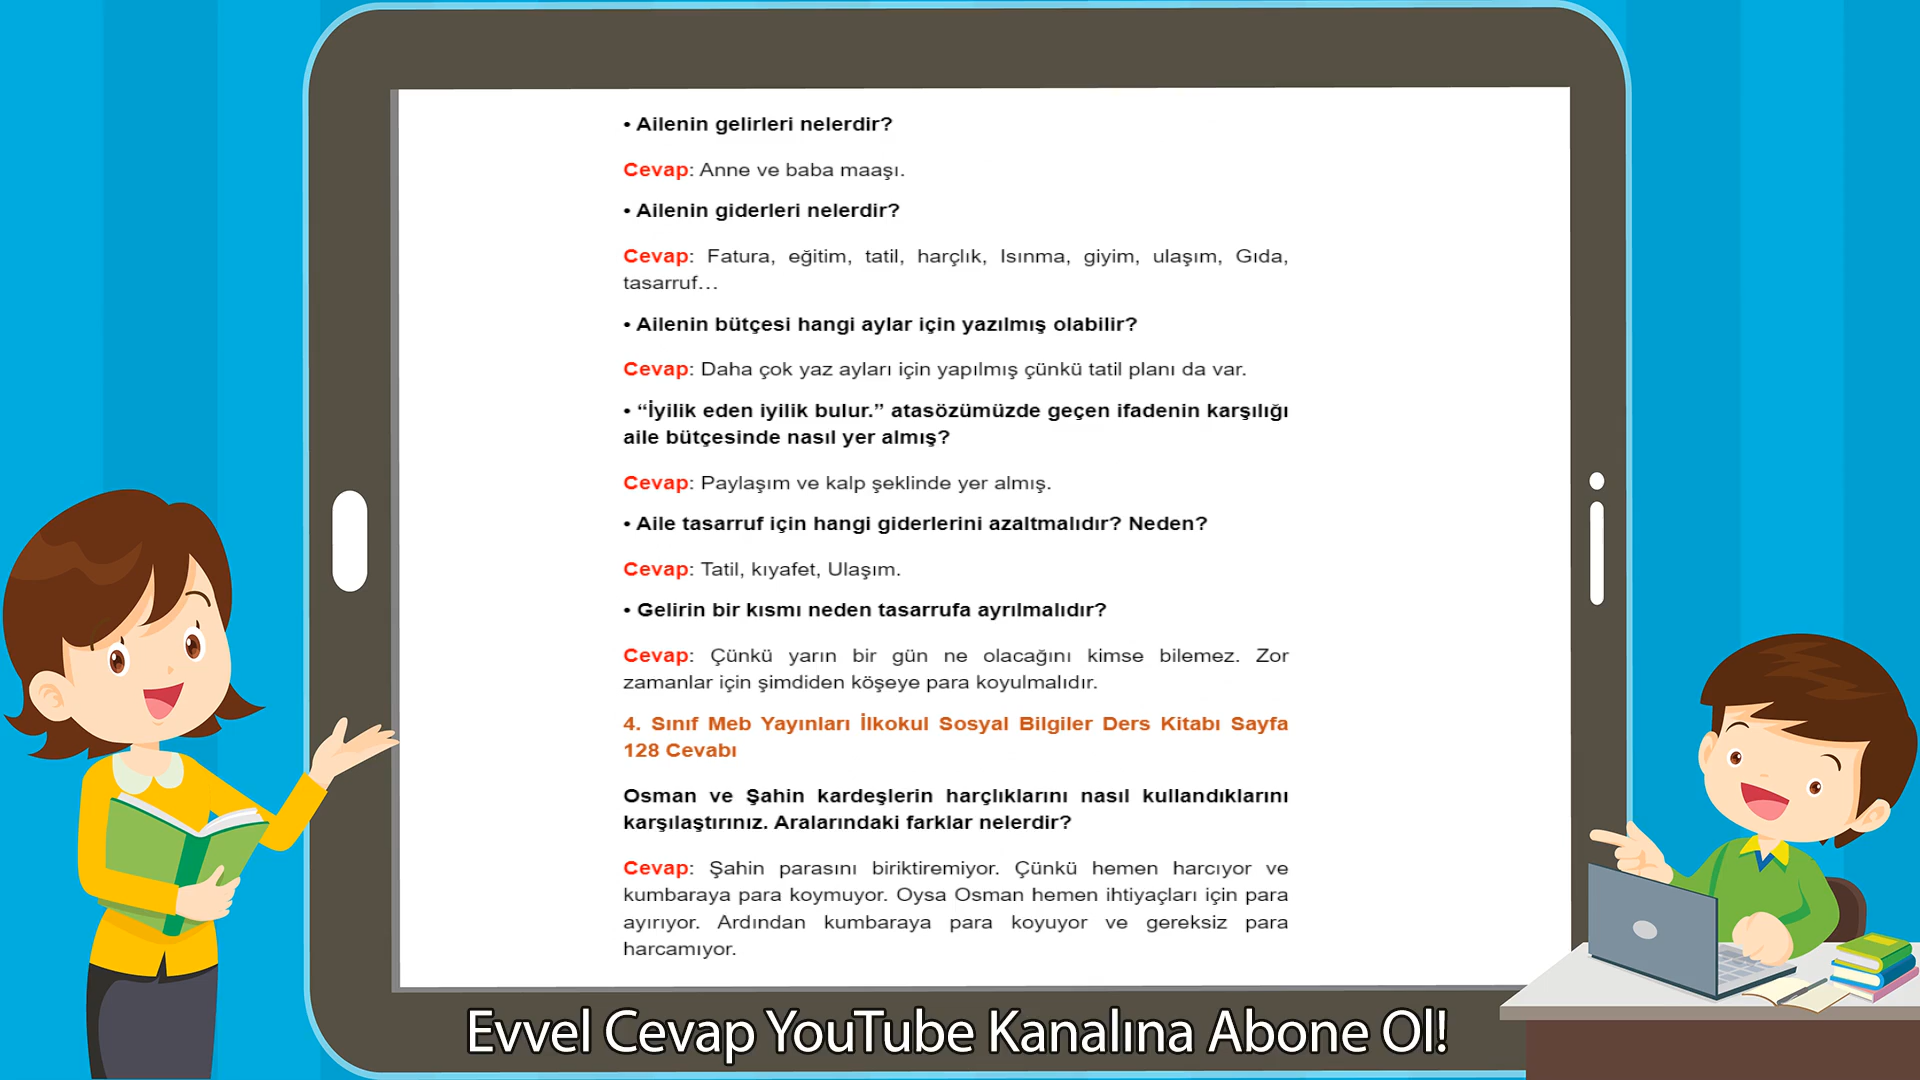 • Ailenin gelirleri nelerdir?
Cevap: Anne ve baba maaşı.
• Ailenin giderleri nelerdir?
Cevap: Fatura, eğitim, tatil, harçlık, Isınma, giyim, ulaşım, Gıda,
tasarruf…
• Ailenin bütçesi hangi aylar için yazılmış olabilir?
Cevap: Daha çok yaz ayları için yapılmış çünkü tatil planı da var.
• “İyilik eden iyilik bulur.” atasözümüzde geçen ifadenin karşılığı
aile bütçesinde nasıl yer almış?
Cevap: Paylaşım ve kalp şeklinde yer almış.
• Aile tasarruf için hangi giderlerini azaltmalıdır? Neden?
Cevap: Tatil, kıyafet, Ulaşım.
• Gelirin bir kısmı neden tasarrufa ayrılmalıdır?
Cevap: Çünkü yarın bir gün ne olacağını kimse bilemez. Zor
zamanlar için şimdiden köşeye para koyulmalıdır.
4. Sınıf Meb Yayınları İlkokul Sosyal Bilgiler Ders Kitabı Sayfa
128 Cevabı
Osman ve Şahin kardeşlerin harçlıklarını nasıl kullandıklarını
karşılaştırınız. Aralarındaki farklar nelerdir?
Cevap: Şahin parasını biriktiremiyor. Çünkü hemen harcıyor ve
kumbaraya para koymuyor. Oysa Osman hemen ihtiyaçları için para
ayırıyor. Ardından kumbaraya para koyuyor ve gereksiz para
harcamıyor.
Evvel Cevap YouTube Kanalına Abone Ol!